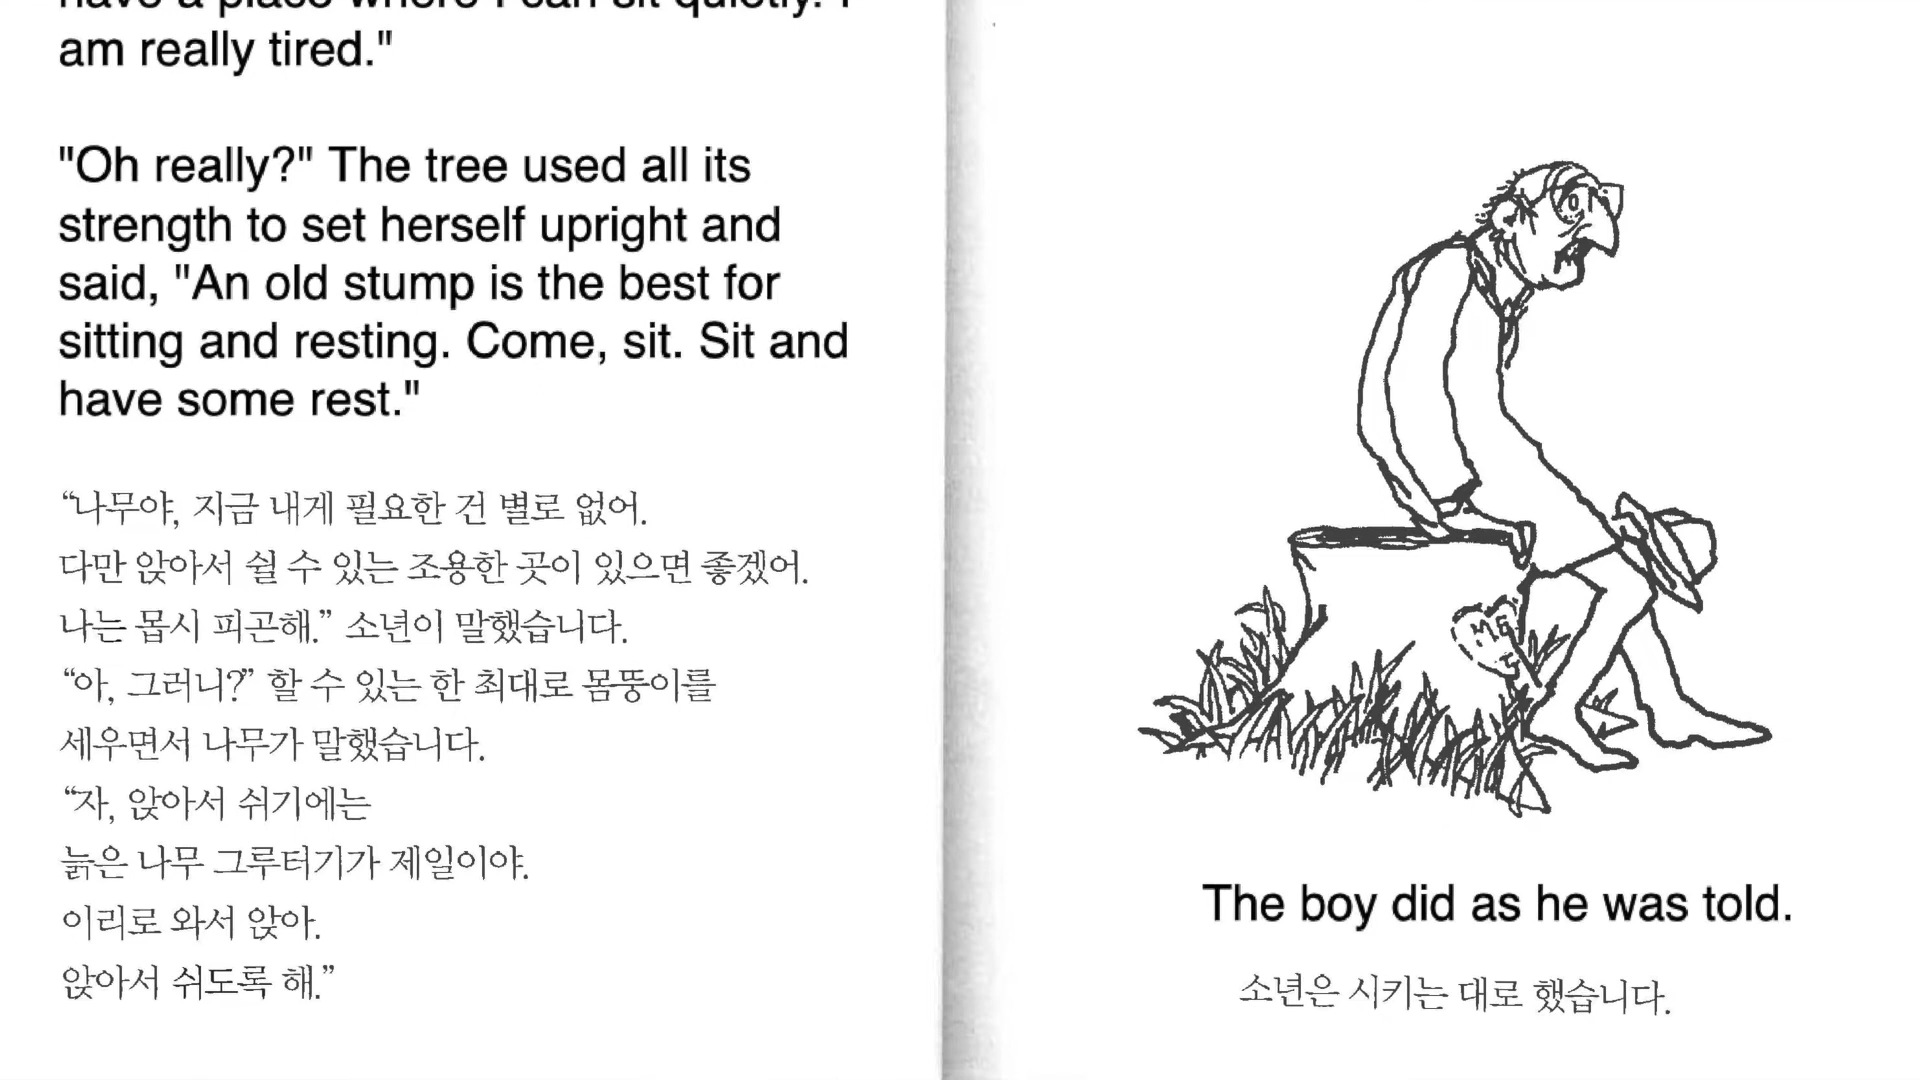 have a place where I can sit quietly. I
am really tired."
"Oh really?" The tree used all its
strength to set herself upright and
said, "An old stump is the best for
sitting and resting. Come, sit. Sit and
have some rest."
“나무야, 지금 내게 필요한 건 별로 없어.
다만 앉아서 쉴 수 있는 조용한 곳이 있으면 좋겠어.
나는 몹시 피곤해.” 소년이 말했습니다.
“아, 그러니?” 할 수 있는 한 최대로 몸뚱이를
세우면서 나무가 말했습니다.
“자, 앉아서 쉬기에는
늙은 나무 그루터기가 제일이야.
이리로 와서 앉아.
앉아서 쉬도록 해.”
M.E.
The boy did as he was told.
소년은 시키는 대로 했습니다.